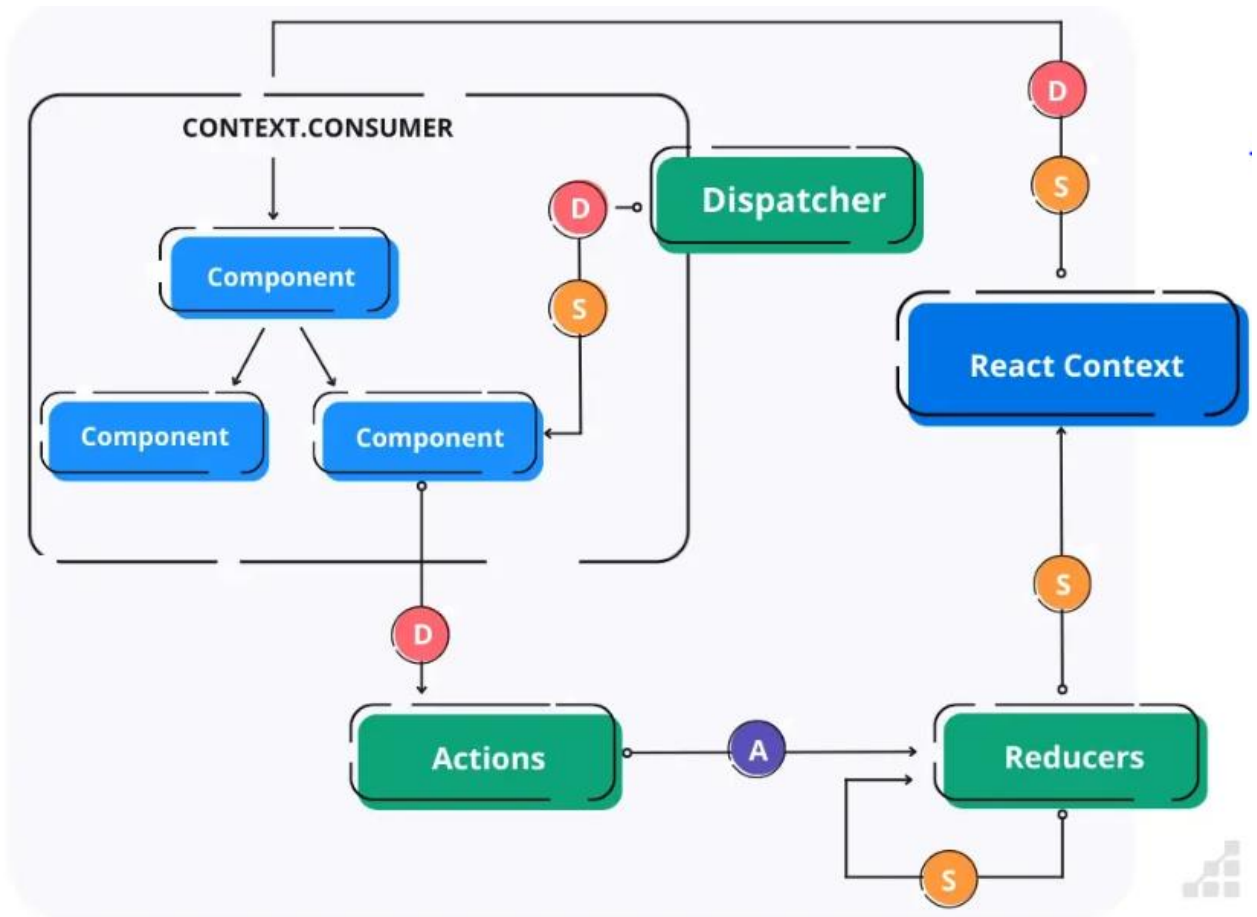 D
CONTEXT.CONSUMER
S
D
Dispatcher
Component
S
React Context
Component
Component
S
D
A
Actions
Reducers
S